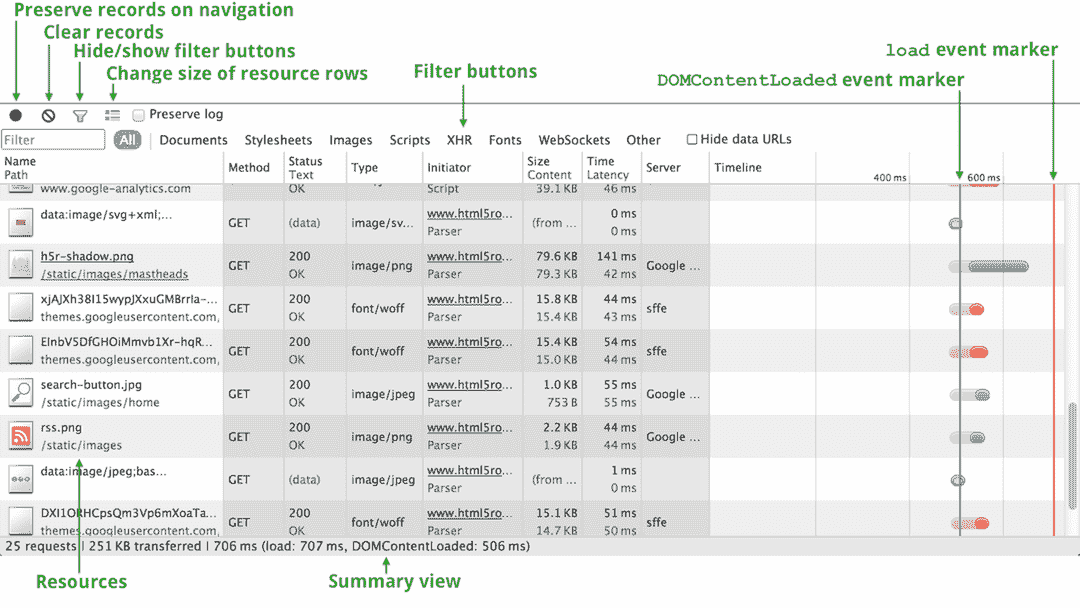 Preserve records on navigation
Clear records
Hide/show filter buttons
Change size of resource rows
Filter buttons
load event marker
DOMContentLoaded event marker
Preserve log
Filter
All Documents Stylesheets Images Scripts XHR Fonts WebSockets Other Hide data URLs
Name Path Method Status Text Type Initiator Size Content Time Latency Server Timeline
400 ms 600 ms
www.google-analytics.com OK Script 39.1 KB 46 ms
data:image/svg+xml;... GET (data) image/sv... www.html5ro... (from ... 0 ms
Parser 0 ms
h5r-shadow.png GET 200 image/png www.html5ro... 79.6 KB 141 ms Google ...
/static/images/mastheads OK Parser 79.3 KB 42 ms
GET 200 font/woff www.html5ro... 15.8 KB 44 ms sffe
themes.googleusercontent.com, OK Parser 15.4 KB 43 ms
GET 200 font/woff www.html5ro... 15.4 KB 54 ms sffe
themes.googleusercontent.com, OK Parser 15.0 KB 44 ms
search-button.jpg GET 200 image/jpeg www.html5ro... 1.0 KB 55 ms Google ...
/static/images/home OK Parser 753 B 55 ms
rss.png GET 200 image/png www.html5ro... 2.2 KB 44 ms Google ...
/static/images OK Parser 1.9 KB 44 ms
data:image/jpeg;bas... GET (data) image/jpeg www.html5ro... (from ... 1 ms
Parser 0 ms
GET 200 font/woff www.html5ro... 15.1 KB 51 ms sffe
themes.googleusercontent.com, OK Parser 14.7 KB 50 ms
25 requests | 251 KB transferred | 706 ms (load: 707 ms, DOMContentLoaded: 506 ms)
Resources
Summary view